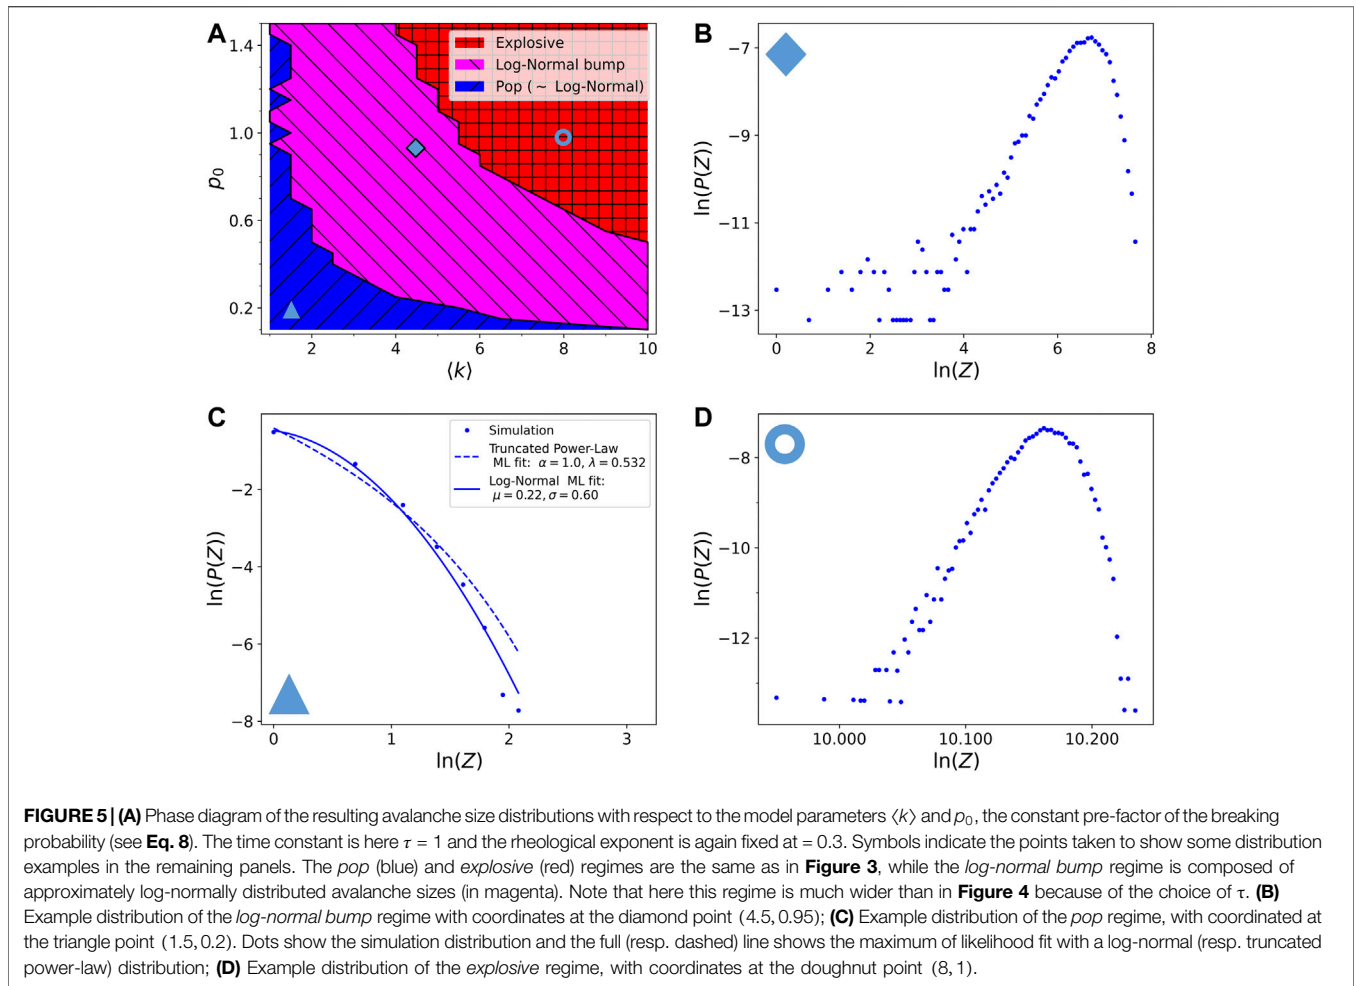 A
1.4
1.0
0.6
0.2
p0
2
4
6
8
10
⟨k⟩
Explosive
Log-Normal bump
Pop ( ~ Log-Normal)
B
−7
−9
−11
−13
ln(P(Z))
0
2
4
6
8
ln(Z)
C
−2
−4
−6
−8
ln(P(Z))
0
1
2
3
ln(Z)
Simulation
Truncated Power-Law
ML fit: α = 1.0, λ = 0.532
Log-Normal ML fit:
μ = 0.22, σ = 0.60
D
−8
−10
−12
ln(P(Z))
10.000
10.100
10.200
ln(Z)
FIGURE 5 | (A) Phase diagram of the resulting avalanche size distributions with respect to the model parameters ⟨k⟩ and p0, the constant pre-factor of the breaking
probability (see Eq. 8). The time constant is here τ = 1 and the rheological exponent is again fixed at = 0.3. Symbols indicate the points taken to show some distribution
examples in the remaining panels. The pop (blue) and explosive (red) regimes are the same as in Figure 3, while the log-normal bump regime is composed of
approximately log-normally distributed avalanche sizes (in magenta). Note that here this regime is much wider than in Figure 4 because of the choice of τ. (B)
Example distribution of the log-normal bump regime with coordinates at the diamond point (4.5, 0.95); (C) Example distribution of the pop regime, with coordinated at
the triangle point (1.5, 0.2). Dots show the simulation distribution and the full (resp. dashed) line shows the maximum of likelihood fit with a log-normal (resp. truncated
power-law) distribution; (D) Example distribution of the explosive regime, with coordinates at the doughnut point (8, 1).